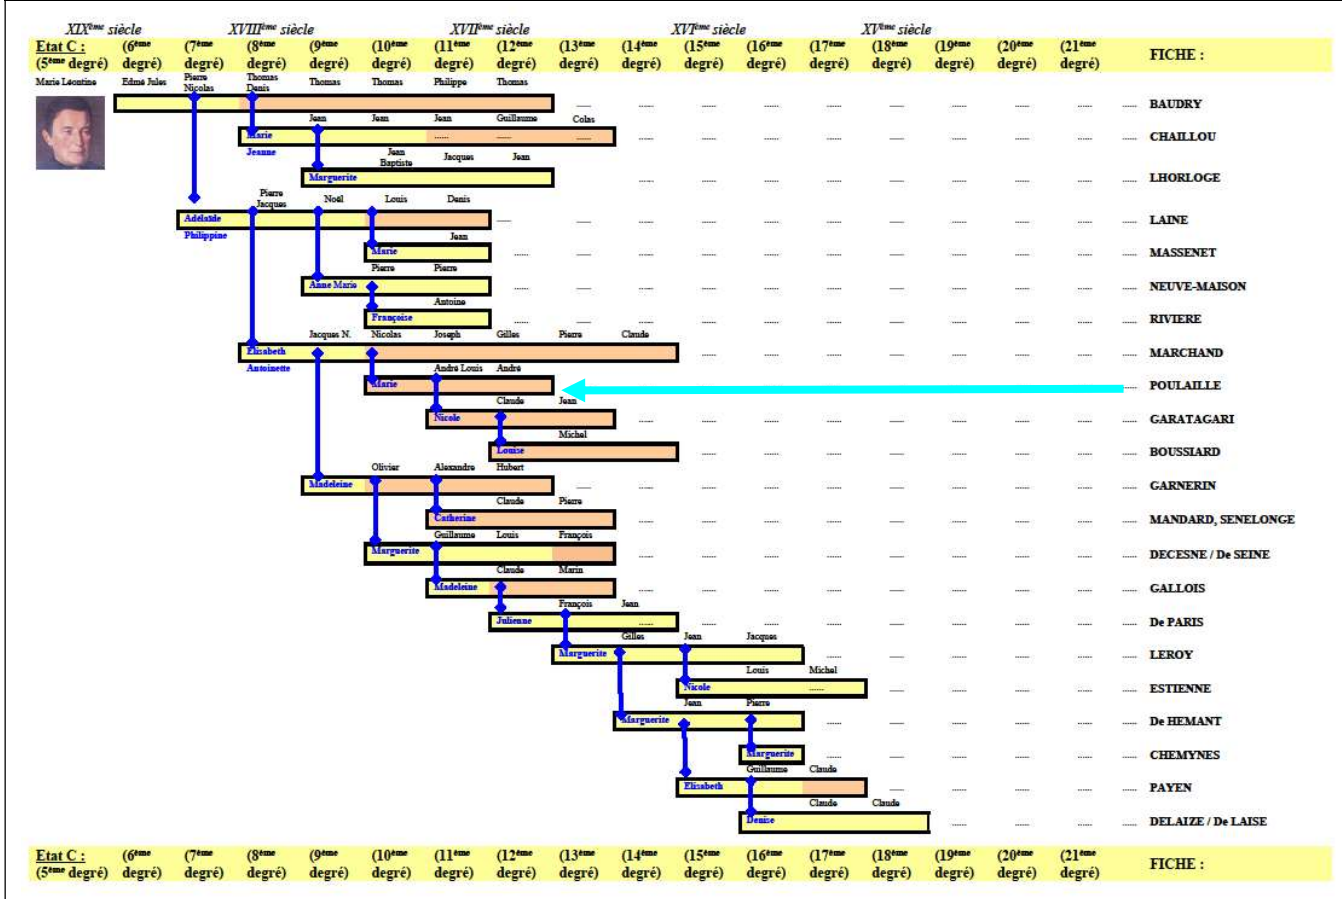 XIXème siècle XVIIIème siècle XVIIème siècle XVIème siècle XVème siècle
Etat C : (6ème (7ème (8ème (9ème (10ème (11ème (12ème (13ème (14ème (15ème (16ème (17ème (18ème (19ème (20ème (21ème FICHE :
(5ème degré) degré) degré) degré) degré) degré) degré) degré) degré) degré) degré) degré) degré) degré) degré) degré) degré)
Marie Léontine Edmé Jules Pierre Nicolas Thomas Denis Thomas Thomas Philippe Thomas
...... ...... ...... ...... ...... ...... ...... ...... ...... ...... BAUDRY
Jean Jean Jean Guillaume Colas
Marie ...... ...... ...... ...... ...... ...... ...... ...... ...... ...... ...... ...... CHAILLOU
Jeanne Jean Baptiste Jacques Jean
Marguerite ...... ...... ...... ...... ...... ...... ...... ...... ...... LHORLOGE
Pierre Jacques Noël Louis Denis
Adélaïde ...... ...... ...... ...... ...... ...... ...... ...... ...... ...... ...... LAINE
Philippine Jean
Marie ...... ...... ...... ...... ...... ...... ...... ...... ...... ...... ...... MASSENET
Pierre Pierre
Anne Marie ...... ...... ...... ...... ...... ...... ...... ...... ...... ...... ...... NEUVE-MAISON
Antoine
Françoise ...... ...... ...... ...... ...... ...... ...... ...... ...... ...... ...... RIVIERE
Jacques N. Nicolas Joseph Gilles Pierre Claude
Elisabeth ...... ...... ...... ...... ...... ...... ...... ...... MARCHAND
Antoinette André Louis André
Marie ...... POULAILLE
Claude Jean
Nicole ...... ...... ...... ...... ...... ...... ...... ...... ...... GARATAGARI
Michel
Louise ...... ...... ...... ...... ...... ...... ...... ...... BOUSSIARD
Olivier Alexandre Hubert
Madeleine ...... ...... ...... ...... ...... ...... ...... ...... ...... ...... GARNERIN
Claude Pierre
Catherine ...... ...... ...... ...... ...... ...... ...... ...... ...... MANDARD, SENELONGE
Guillaume Louis François
Marguerite ...... ...... ...... ...... ...... ...... ...... ...... ...... DECESNE / De SEINE
Claude Marin
Madeleine ...... ...... ...... ...... ...... ...... ...... ...... ...... GALLOIS
François Jean
Julienne ...... ...... ...... ...... ...... ...... ...... ...... ...... De PARIS
Gilles Jean Jacques
Marguerite ...... ...... ...... ...... ...... ...... LEROY
Louis Michel
Nicole ...... ...... ...... ...... ...... ...... ESTIENNE
Jean Pierre
Marguerite ...... ...... ...... ...... ...... ...... De HEMANT
Marguerite ...... ...... ...... ...... ...... ...... CHEMYNES
Guillaume Claude
Elisabeth ...... ...... ...... ...... ...... PAYEN
Claude Claude
Denise ...... ...... ...... ...... DELAIZE / De LAISE
Etat C : (6ème (7ème (8ème (9ème (10ème (11ème (12ème (13ème (14ème (15ème (16ème (17ème (18ème (19ème (20ème (21ème FICHE :
(5ème degré) degré) degré) degré) degré) degré) degré) degré) degré) degré) degré) degré) degré) degré) degré) degré) degré)